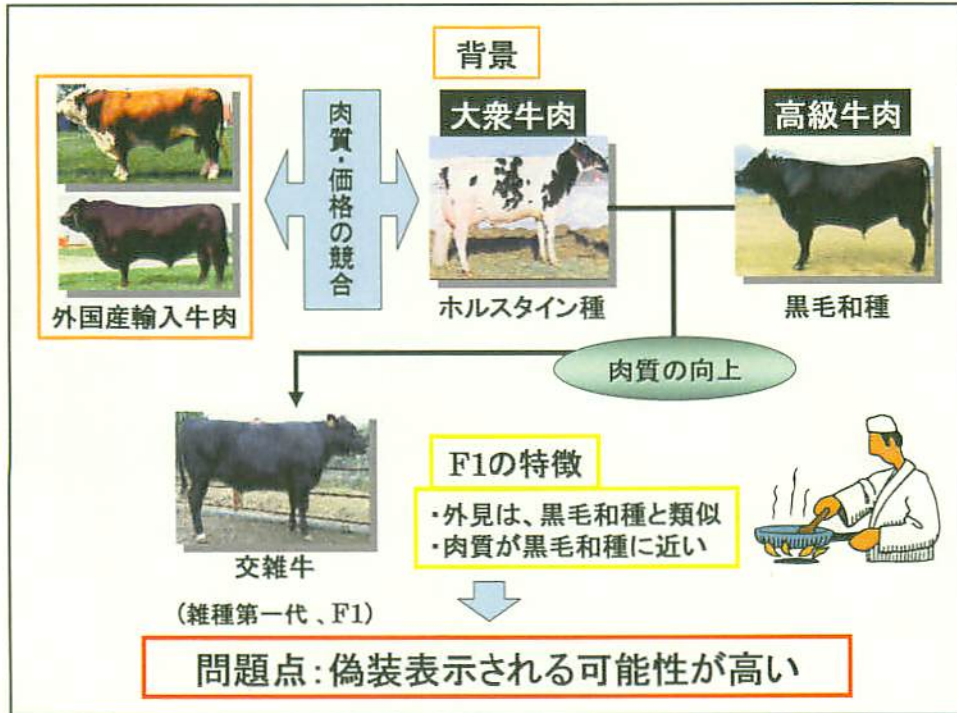 背景
大衆牛肉
高級牛肉
肉質・価格の競合
外国産輸入牛肉
ホルスタイン種
黒毛和種
肉質の向上
交雑牛
(雑種第一代、F1)
F1の特徴
・外見は、黒毛和種と類似
・肉質が黒毛和種に近い
問題点:偽装表示される可能性が高い